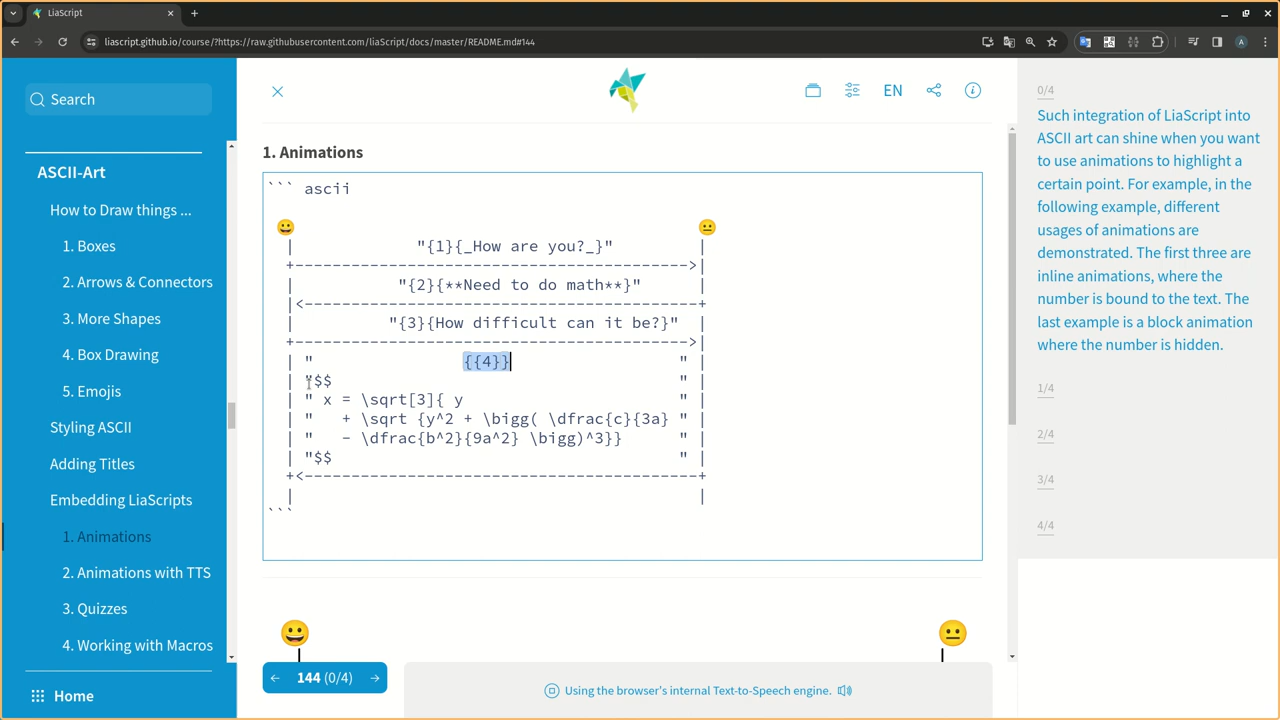 LiaScript
liascript.github.io/course/?https://raw.githubusercontent.com/liaScript/docs/master/README.md#144
A
Search
ASCII-Art
How to Draw things ...
1. Boxes
2. Arrows & Connectors
3. More Shapes
4. Box Drawing
5. Emojis
Styling ASCII
Adding Titles
Embedding LiaScripts
1. Animations
2. Animations with TTS
3. Quizzes
4. Working with Macros
Home
EN
1. Animations
``` ascii
😀                                           😐
|             "{1}{_How are you?_}"         |
+------------------------------------------>|
|           "{2}{**Need to do math**}"      |
|<------------------------------------------+
|          "{3}{How difficult can it be?}"  |
+------------------------------------------>|
| "                {{4}}                  " |
| "$$                                     " |
| " x = \sqrt[3]{ y                       " |
| "   + \sqrt {y^2 + \bigg( \dfrac{c}{3a} " |
| "   - \dfrac{b^2}{9a^2} \bigg)^3}}      " |
| "$$                                     " |
+<------------------------------------------+
|                                           |
```
😀 😐
144 (0/4)
Using the browser's internal Text-to-Speech engine.
0/4
Such integration of LiaScript into
ASCII art can shine when you want
to use animations to highlight a
certain point. For example, in the
following example, different
usages of animations are
demonstrated. The first three are
inline animations, where the
number is bound to the text. The
last example is a block animation
where the number is hidden.
1/4
2/4
3/4
4/4